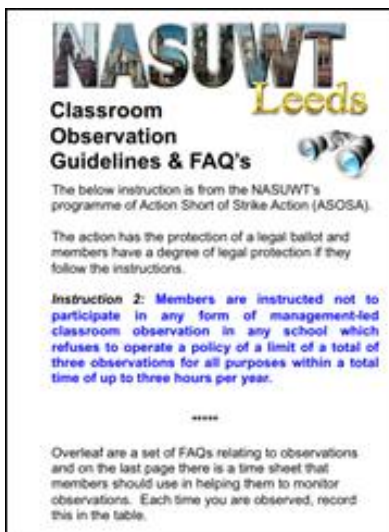 NASUWT
Leeds
Classroom
Observation
Guidelines & FAQ's
The below instruction is from the NASUWT's
programme of Action Short of Strike Action (ASOSA).
The action has the protection of a legal ballot and
members have a degree of legal protection if they
follow the instructions.
Instruction 2: Members are instructed not to
participate in any form of management-led
classroom observation in any school which
refuses to operate a policy of a limit of a total of
three observations for all purposes within a total
time of up to three hours per year.
*****
Overleaf are a set of FAQs relating to observations
and on the last page there is a time sheet that
members should use in helping them to monitor
observations. Each time you are observed, record
this in the table.